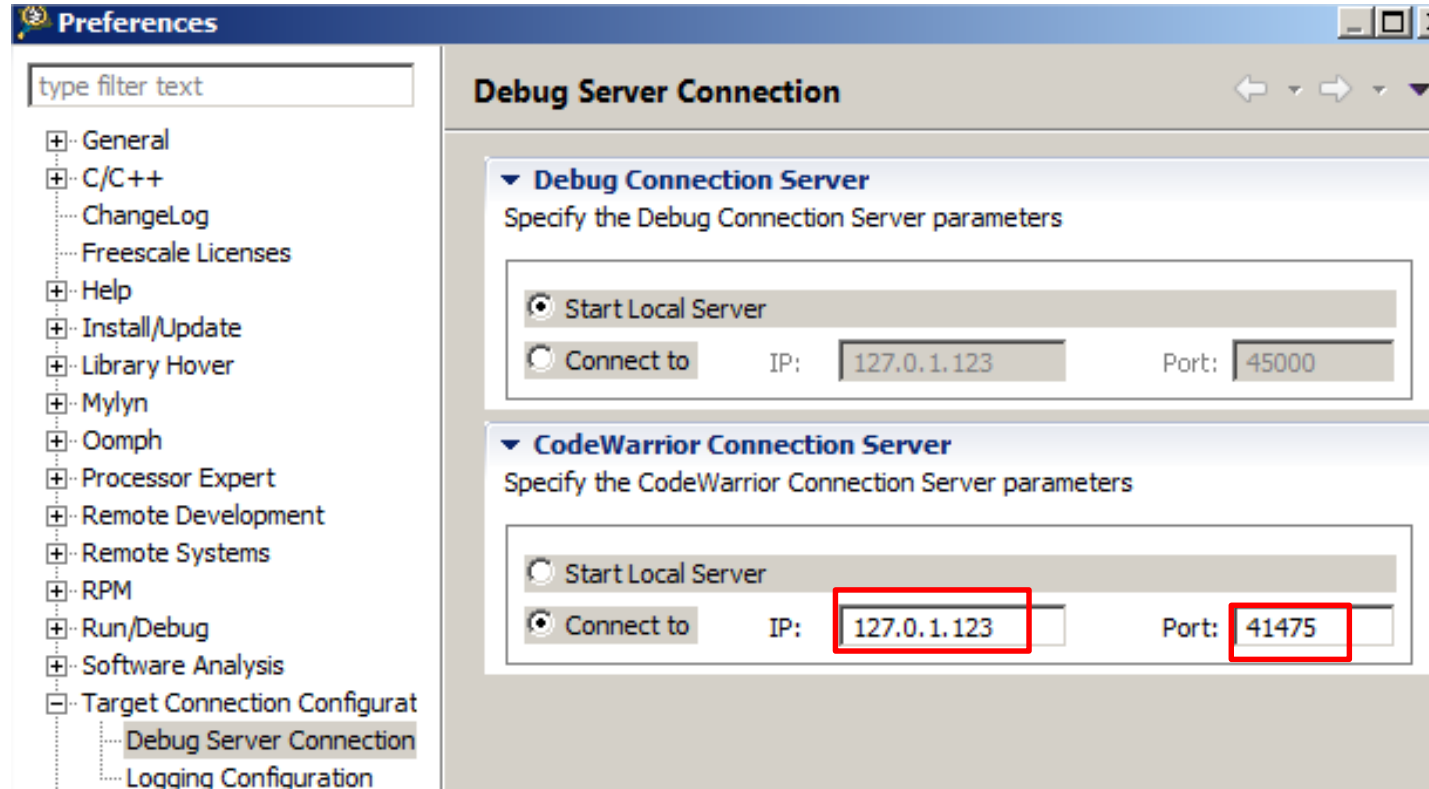 Preferences
type filter text
General
C/C++
ChangeLog
Freescale Licenses
Help
Install/Update
Library Hover
Mylyn
Oomph
Processor Expert
Remote Development
Remote Systems
RPM
Run/Debug
Software Analysis
Target Connection Configurat
Debug Server Connection
Logging Configuration
Debug Server Connection
Debug Connection Server
Specify the Debug Connection Server parameters
Start Local Server
Connect to IP: 127.0.1.123 Port: 45000
CodeWarrior Connection Server
Specify the CodeWarrior Connection Server parameters
Start Local Server
Connect to IP: 127.0.1.123 Port: 41475